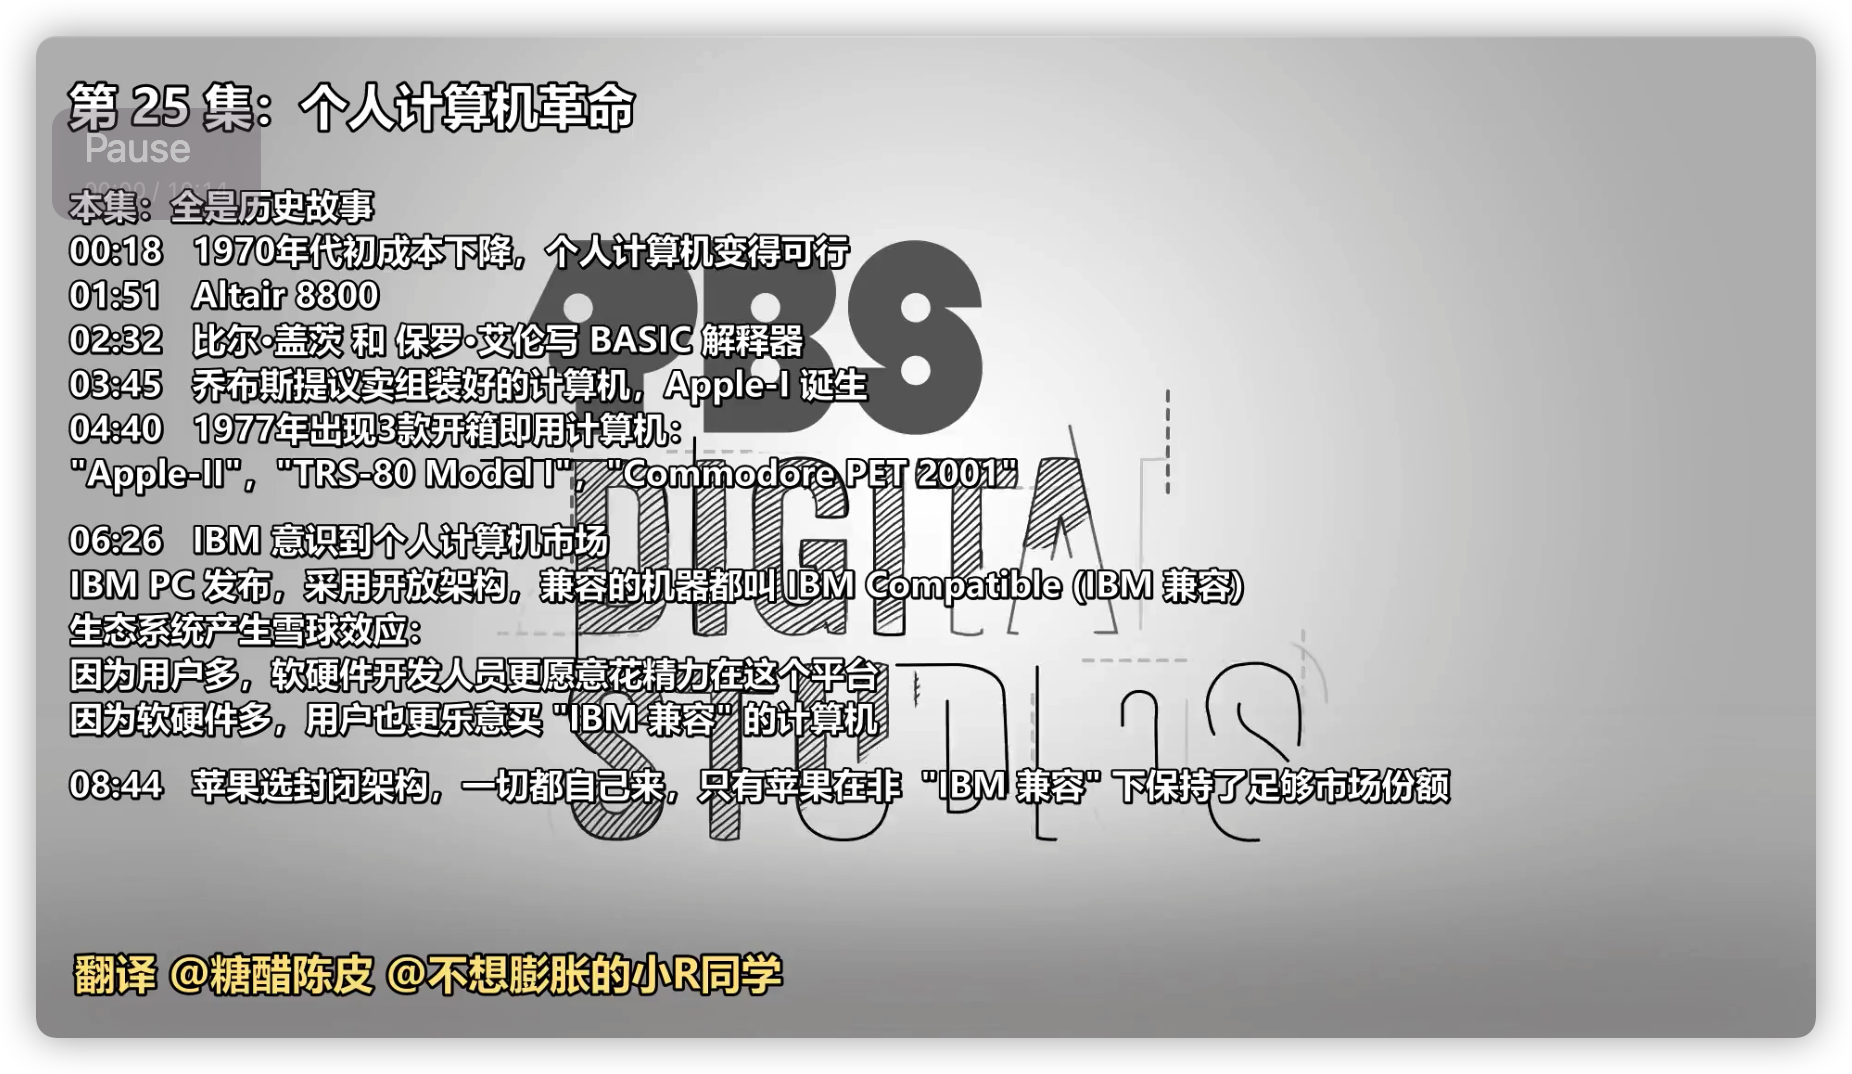 第 25 集：个人计算机革命
Pause
00:00 / 10:14
本集：全是历史故事
00:18 1970年代初成本下降，个人计算机变得可行
01:51 Altair 8800
02:32 比尔·盖茨 和 保罗·艾伦写 BASIC 解释器
03:45 乔布斯提议卖组装好的计算机，Apple-I 诞生
04:40 1977年出现3款开箱即用计算机：
"Apple-II"，"TRS-80 Model I"，"Commodore PET 2001"
06:26 IBM 意识到个人计算机市场
IBM PC 发布，采用开放架构，兼容的机器都叫 IBM Compatible (IBM 兼容)
生态系统产生雪球效应：
因为用户多，软硬件开发人员更愿意花精力在这个平台
因为软硬件多，用户也更乐意买 "IBM 兼容" 的计算机
08:44 苹果选封闭架构，一切都自己来，只有苹果在非 "IBM 兼容" 下保持了足够市场份额
PBS
DIGITA
翻译 @糖醋陈皮 @不想膨胀的小R同学